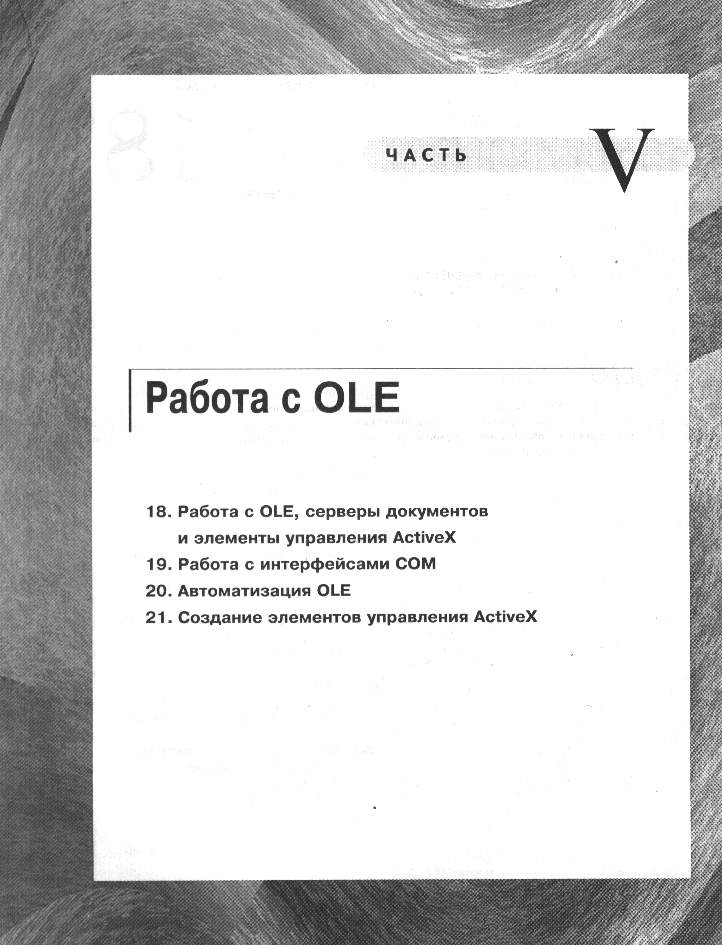 ЧАСТЬ V
Работа с OLE
18. Работа с OLE, серверы документов
и элементы управления ActiveX
19. Работа с интерфейсами COM
20. Автоматизация OLE
21. Создание элементов управления ActiveX